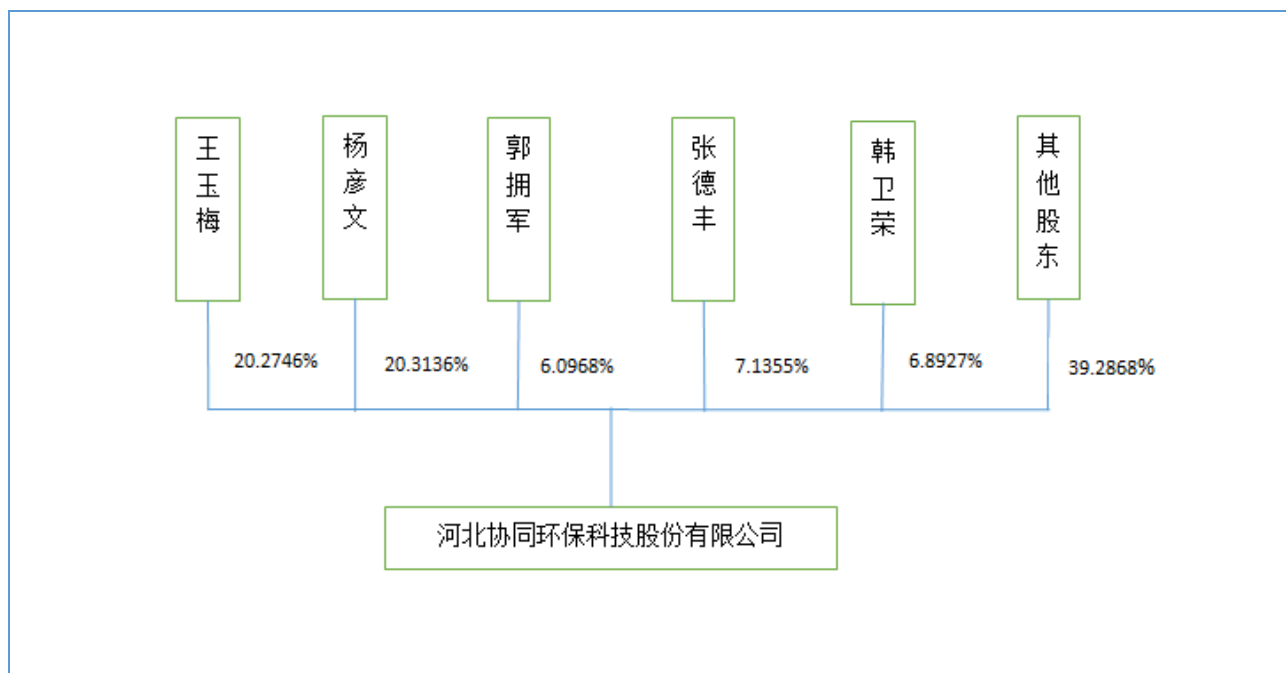 王玉梅
杨彦文
郭拥军
张德丰
韩卫荣
其他股东
20.2746%
20.3136%
6.0968%
7.1355%
6.8927%
39.2868%
河北协同环保科技股份有限公司